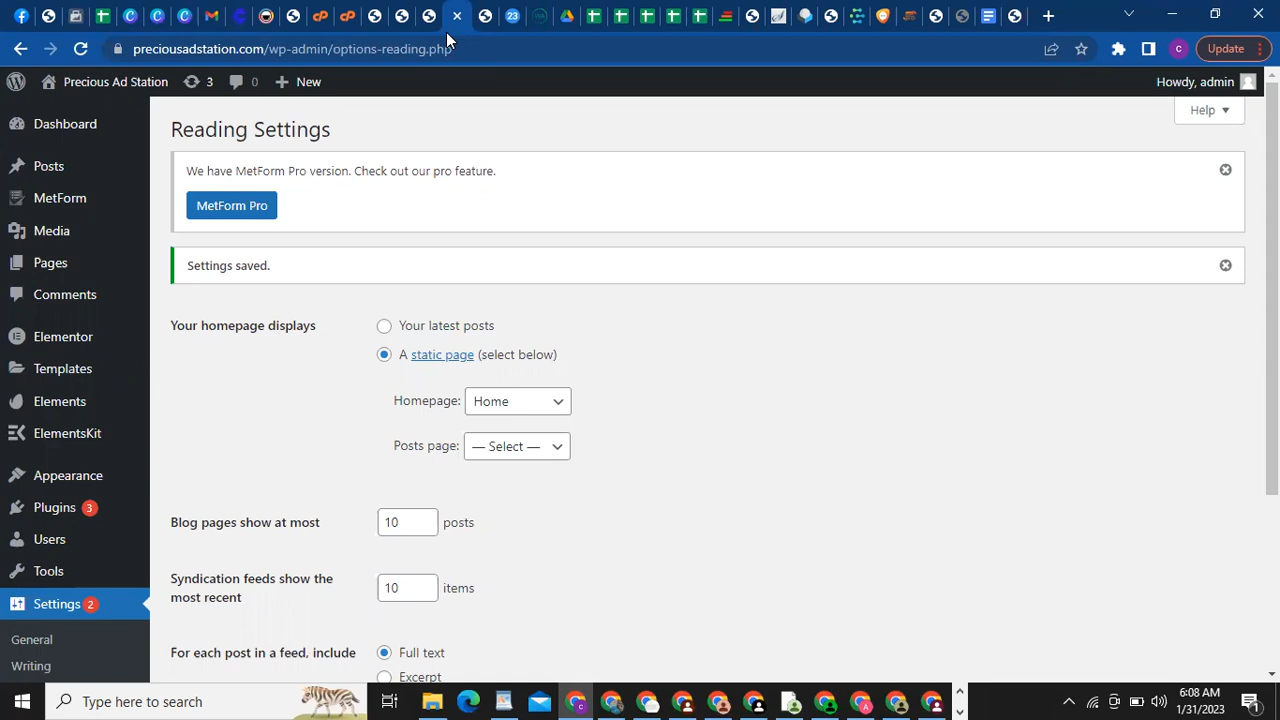 23
preciousadstation.com/wp-admin/options-reading.php
c
Update
Precious Ad Station
3
0
New
Howdy, admin
Help
Dashboard
Posts
MetForm
Media
Pages
Comments
Elementor
Templates
Elements
ElementsKit
Appearance
Plugins 3
Users
Tools
Settings 2
General
Writing
Reading Settings
We have MetForm Pro version. Check out our pro feature.
MetForm Pro
Settings saved.
Your homepage displays
Your latest posts
A static page (select below)
Homepage: Home
Posts page: — Select —
Blog pages show at most 10 posts
Syndication feeds show the most recent 10 items
For each post in a feed, include
Full text
Excerpt
Type here to search
6:08 AM
1/31/2023